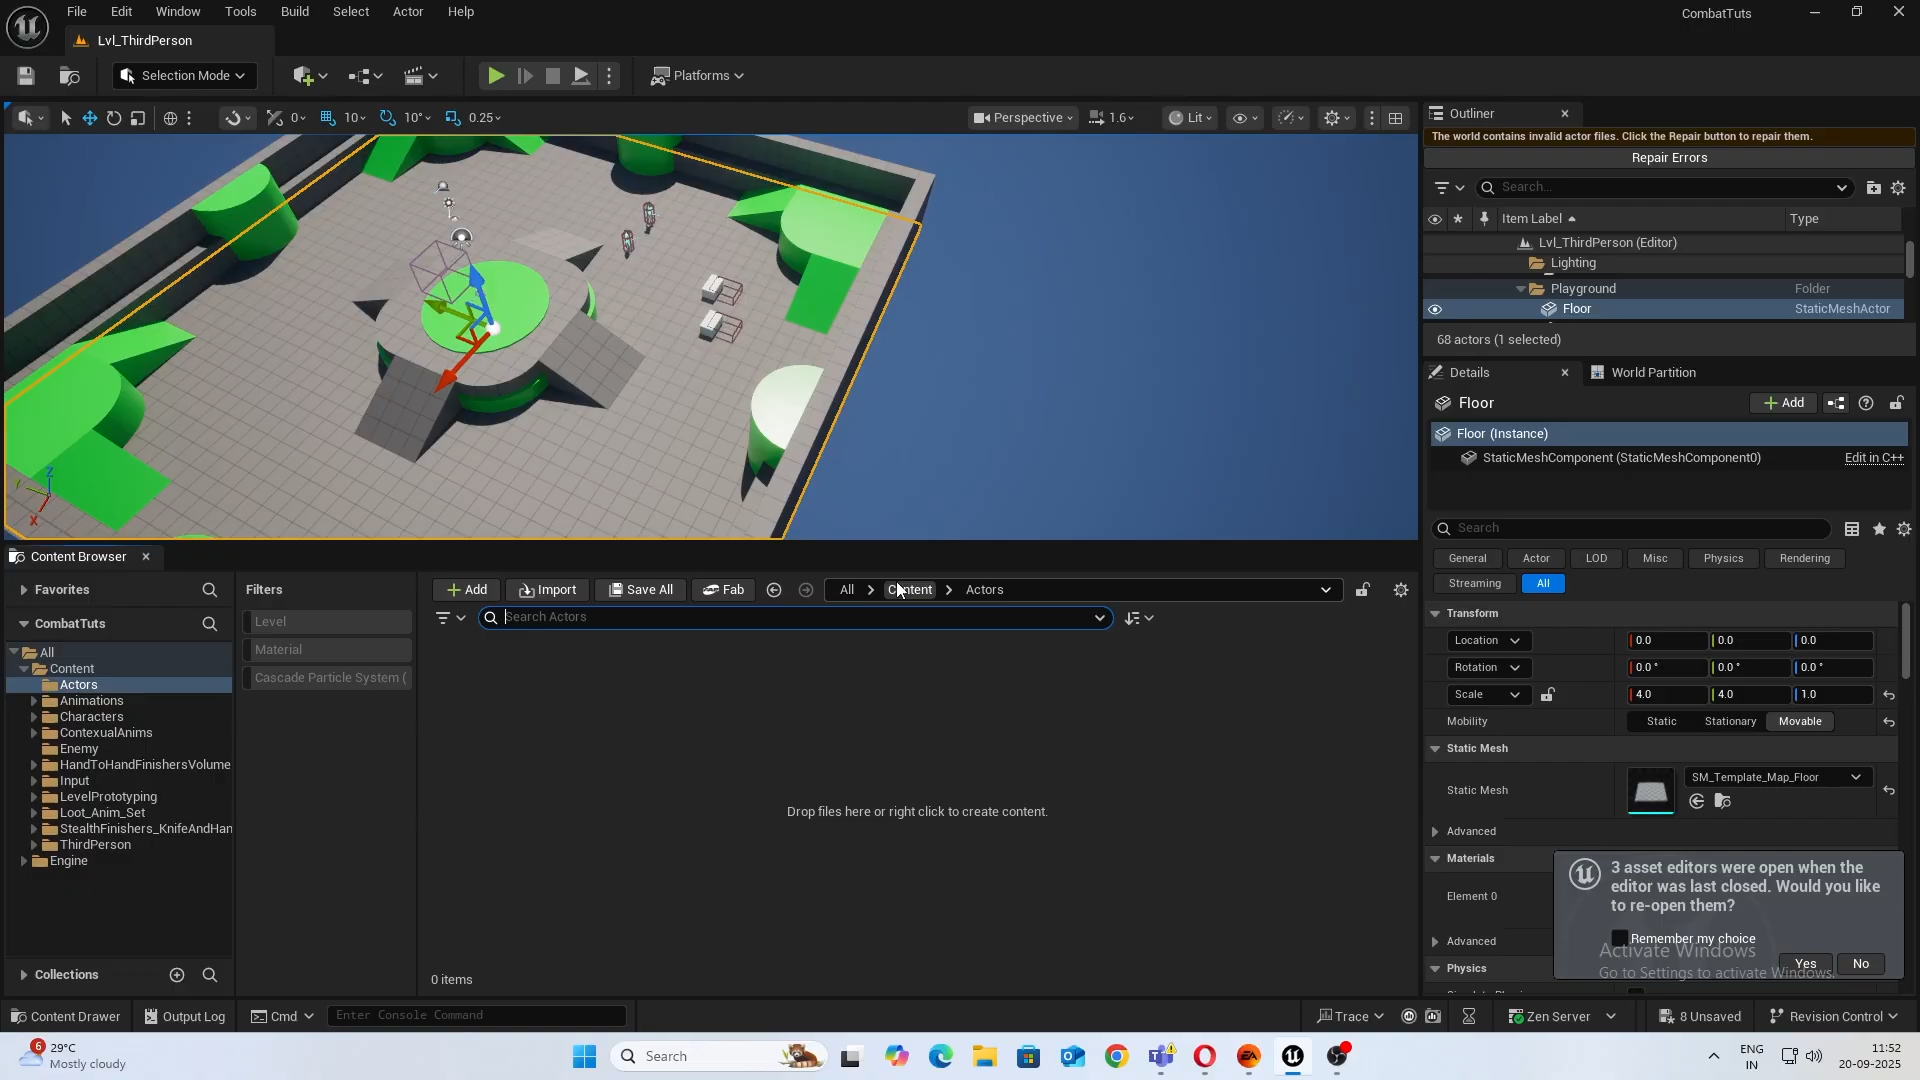 File Edit Window Tools Build Select Actor Help
CombatTuts
Lvl_ThirdPerson
Selection Mode
Platforms
0 10 10° 0.25
Perspective 1.6 Lit
Outliner
The world contains invalid actor files. Click the Repair button to repair them.
Repair Errors
Search...
Item Label Type
Lvl_ThirdPerson (Editor)
Lighting
Playground Folder
Floor StaticMeshActor
68 actors (1 selected)
Details World Partition
Floor Add
Floor (Instance)
StaticMeshComponent (StaticMeshComponent0) Edit in C++
Search
General Actor LOD Misc Physics Rendering
Streaming All
Transform
Location 0.0 0.0 0.0
Rotation 0.0° 0.0° 0.0°
Scale 4.0 4.0 1.0
Mobility Static Stationary Movable
Static Mesh
Static Mesh SM_Template_Map_Floor
Advanced
Materials
Element 0
Advanced
Physics
3 asset editors were open when the
editor was last closed. Would you like
to re-open them?
Remember my choice
Yes No
Activate Windows
Go to Settings to activate Windows.
Z
X
Content Browser
Favorites
CombatTuts
All
Content
Actors
Animations
Characters
ContexualAnims
Enemy
HandToHandFinishersVolume
Input
LevelPrototyping
Loot_Anim_Set
StealthFinishers_KnifeAndHan
ThirdPerson
Engine
Collections
Filters
Level
Material
Cascade Particle System (
Add Import Save All Fab All Content Actors
Search Actors
Drop files here or right click to create content.
0 items
Content Drawer Output Log Cmd Enter Console Command Trace Zen Server 8 Unsaved Revision Control
6
29°C
Mostly cloudy
Search
EA
ENG
IN
11:52
20-09-2025